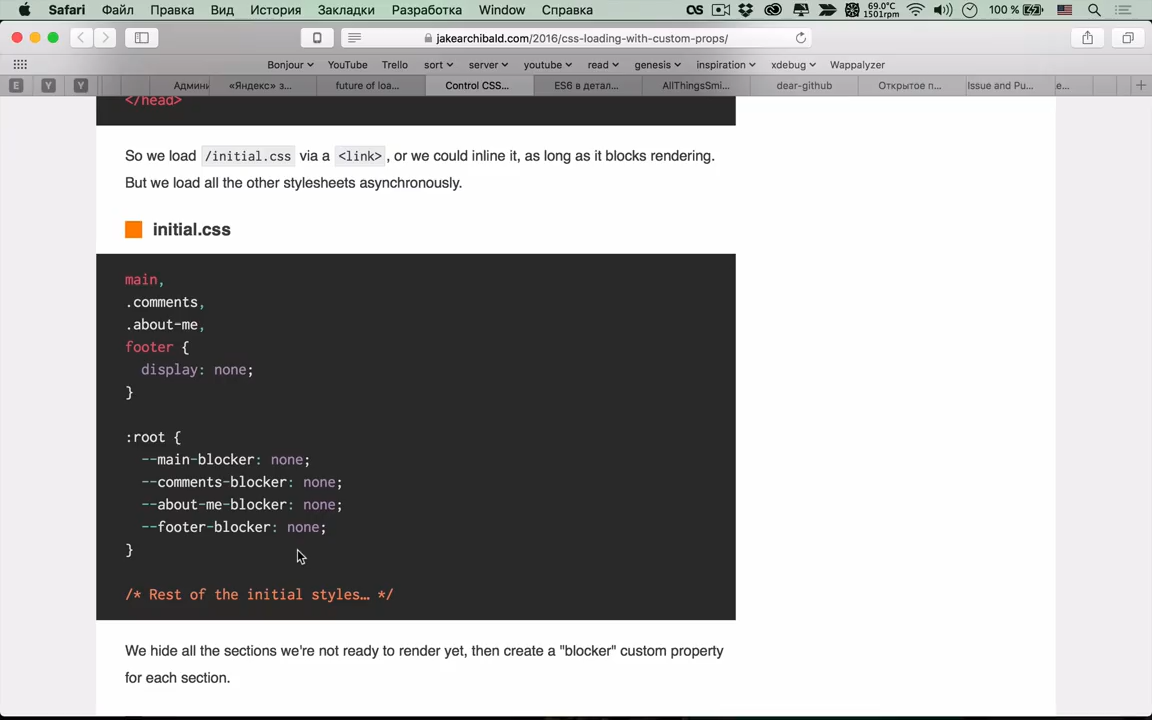 Safari Файл Правка Вид История Закладки Разработка Window Справка OS 69.0°C 1501rpm 100 %
jakearchibald.com/2016/css-loading-with-custom-props/
Bonjour YouTube Trello sort server youtube read genesis inspiration xdebug Wappalyzer
E Y Y Админи «Яндекс» з... future of loa... Control CSS... ES6 в детал... AllThingsSmi... dear-github Открытое п... Issue and Pu... е...
</head>
So we load /initial.css via a <link>, or we could inline it, as long as it blocks rendering.
But we load all the other stylesheets asynchronously.
initial.css
main,
.comments,
.about-me,
footer {
display: none;
}
:root {
--main-blocker: none;
--comments-blocker: none;
--about-me-blocker: none;
--footer-blocker: none;
}
/* Rest of the initial styles… */
We hide all the sections we're not ready to render yet, then create a "blocker" custom property
for each section.